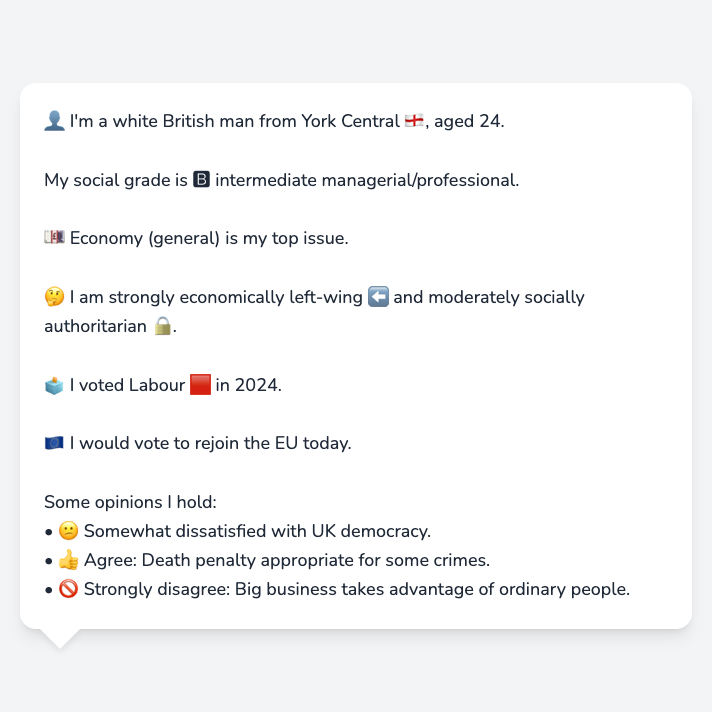 👤 I'm a white British man from York Central 🏴󠁧󠁢󠁥󠁮󠁧󠁿, aged 24.
My social grade is 🅱 intermediate managerial/professional.
💷 Economy (general) is my top issue.
🤔 I am strongly economically left-wing ⬅️ and moderately socially
authoritarian 🔒.
🗳️ I voted Labour 🟥 in 2024.
🇪🇺 I would vote to rejoin the EU today.
Some opinions I hold:
• 🙁 Somewhat dissatisfied with UK democracy.
• 👍 Agree: Death penalty appropriate for some crimes.
• 🚫 Strongly disagree: Big business takes advantage of ordinary people.